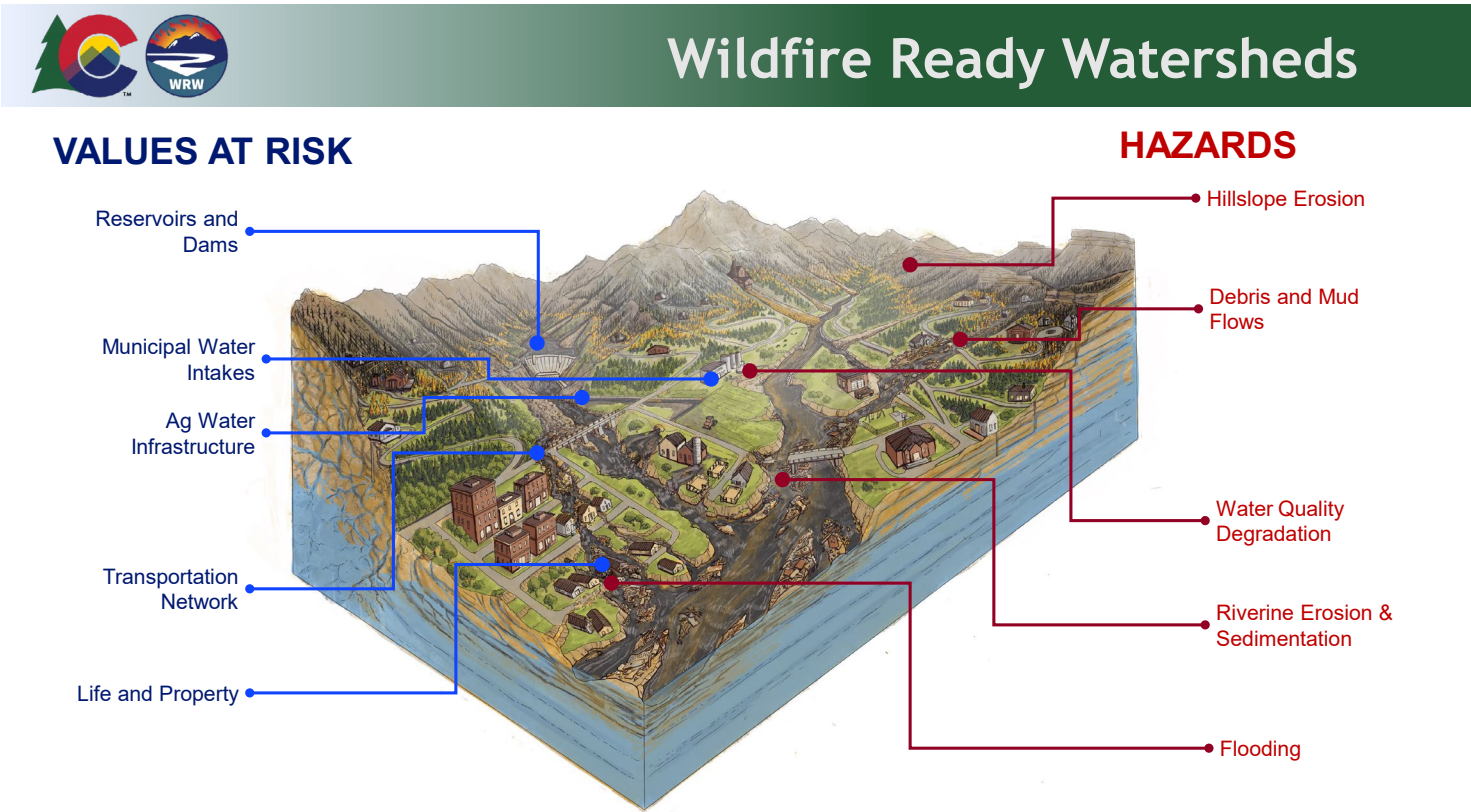 WRW
TM
Wildfire Ready Watersheds
VALUES AT RISK
HAZARDS
Reservoirs and
Dams
Municipal Water
Intakes
Ag Water
Infrastructure
Transportation
Network
Life and Property
Hillslope Erosion
Debris and Mud
Flows
Water Quality
Degradation
Riverine Erosion &
Sedimentation
Flooding